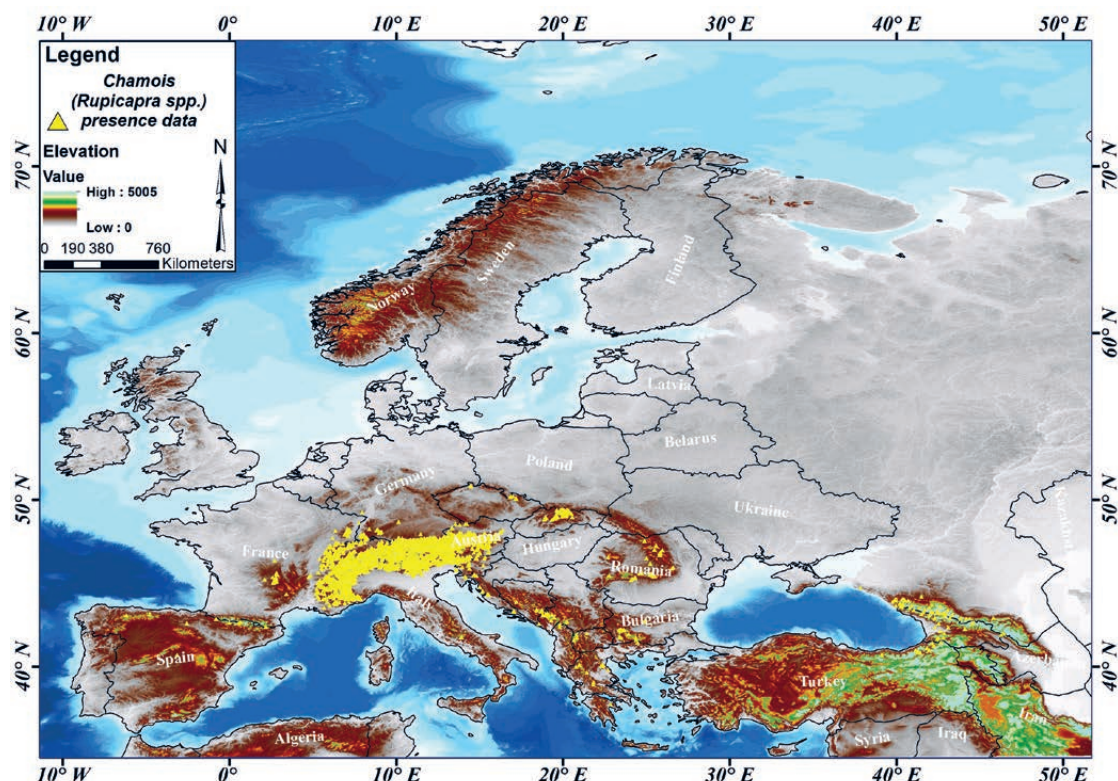 10° W 0° 10° E 20° E 30° E 40° E 50° E
Legend
Chamois
(Rupicapra spp.)
presence data
Elevation
Value
High : 5005
Low : 0
N
0 190 380 760
Kilometers
70° N 70° N
60° N 60° N
50° N 50° N
40° N 40° N
Norway
Sweden
Finland
Latvia
Belarus
Poland
Germany
Ukraine
France
Austria
Hungary
Romania
Italy
Bulgaria
Spain
Turkey
Iran
Algeria
Syria
Iraq
10° W 0° 10° E 20° E 30° E 40° E 50° E